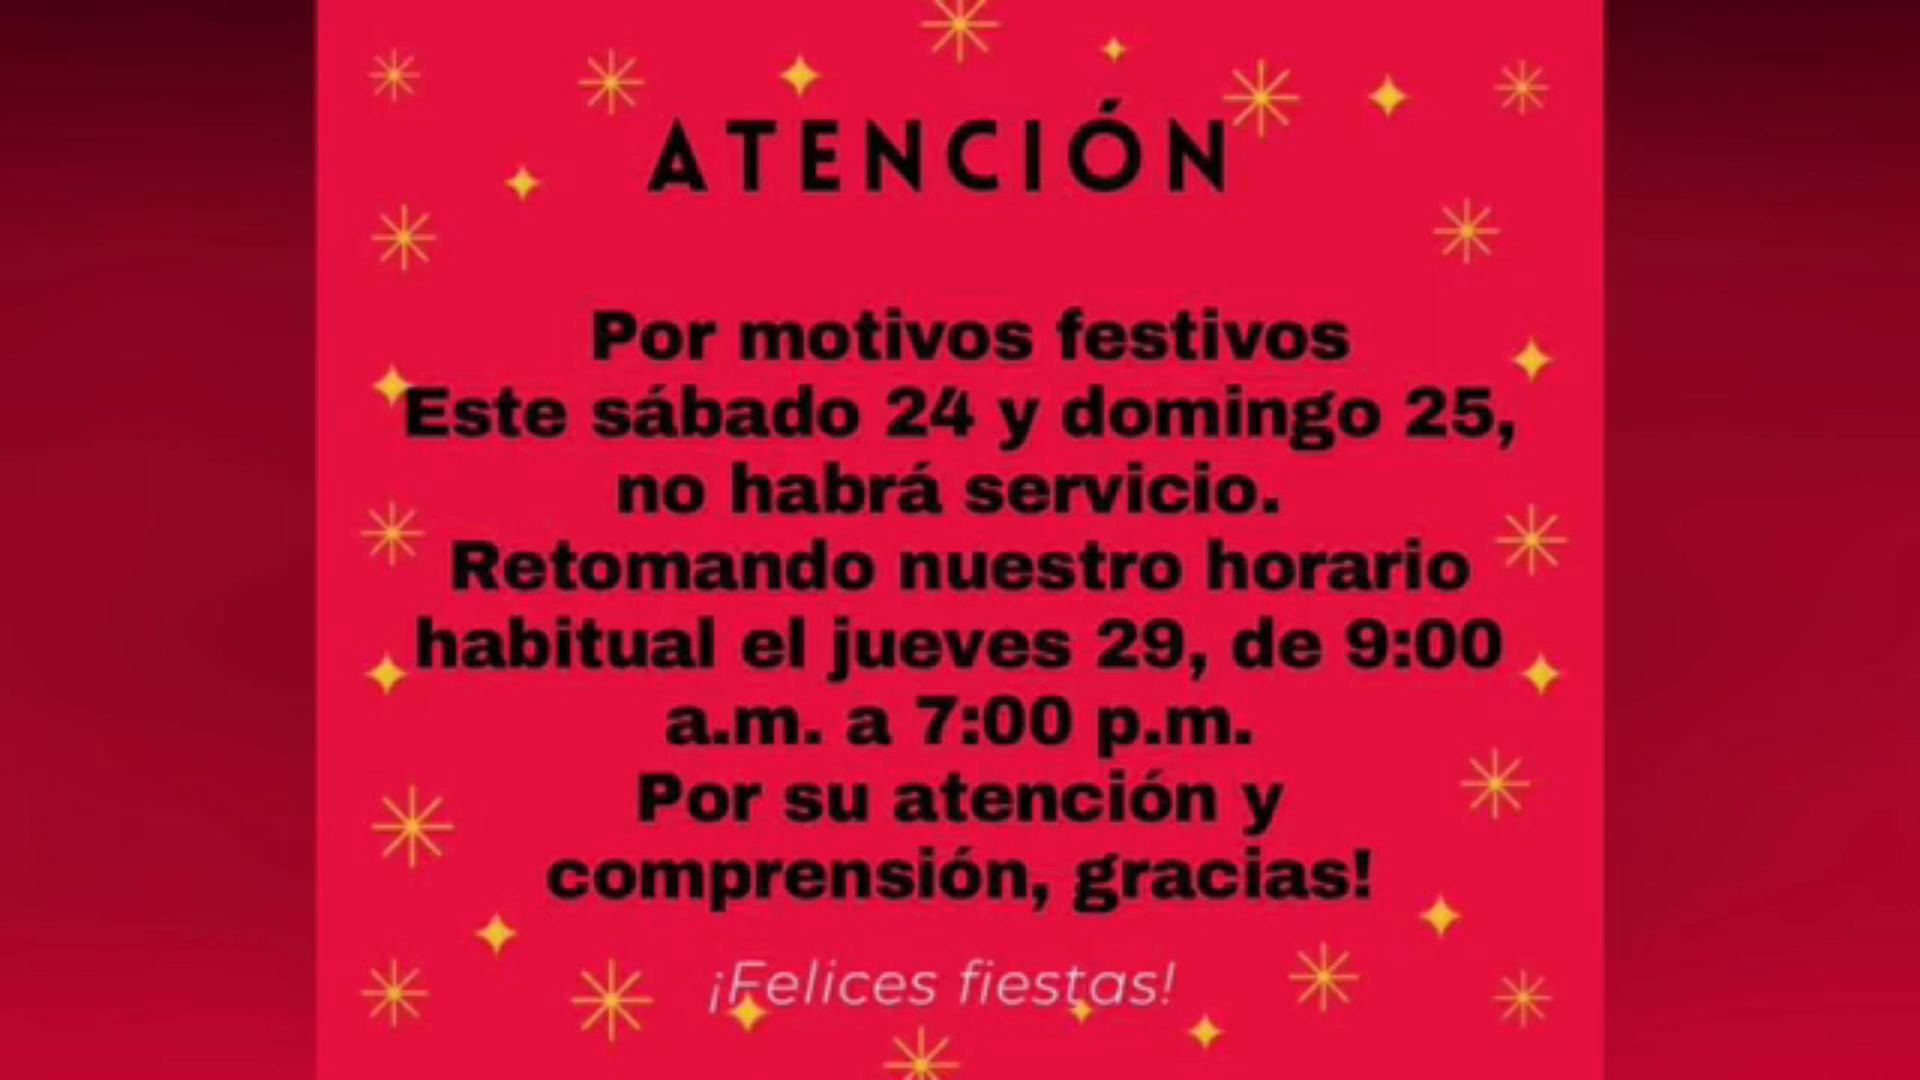 ATENCIÓN
Por motivos festivos
Este sábado 24 y domingo 25,
no habrá servicio.
Retomando nuestro horario
habitual el jueves 29, de 9:00
a.m. a 7:00 p.m.
Por su atención y
comprensión, gracias!
¡Felices fiestas!